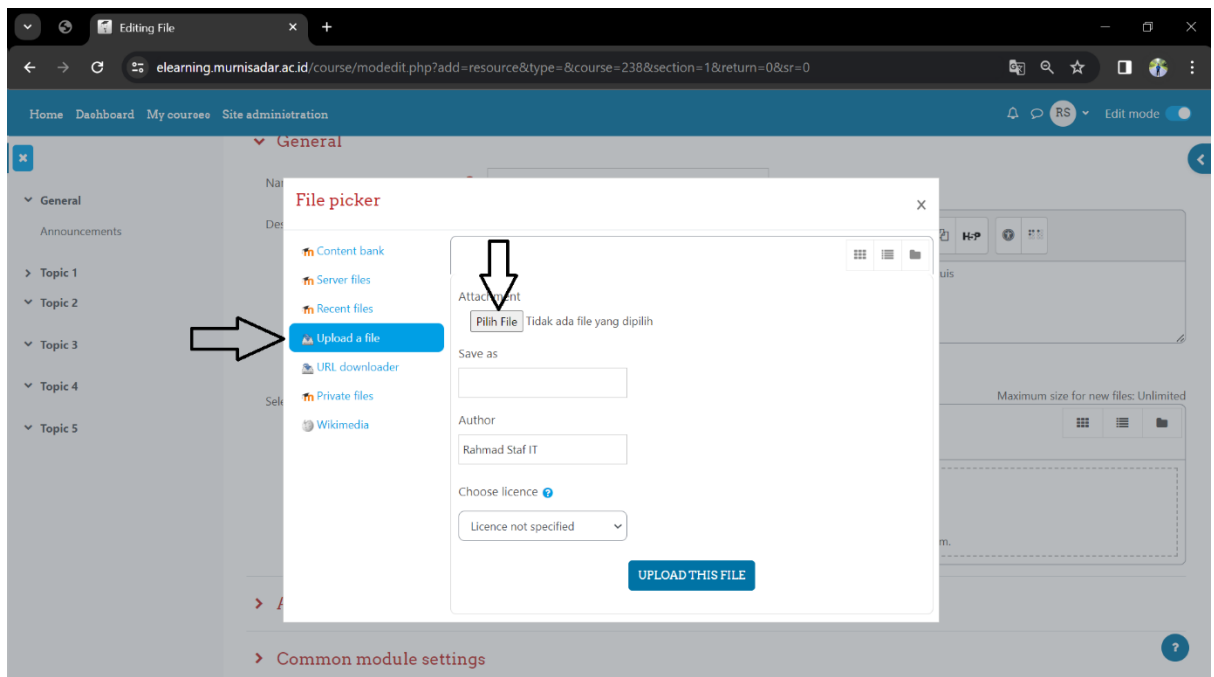 Editing File
elearning.murnisadar.ac.id/course/modedit.php?add=resource&type=&course=238&section=1&return=0&sr=0
Home Dashboard My courses Site administration
RS Edit mode
General
General
Announcements
Topic 1
Topic 2
Topic 3
Topic 4
Topic 5
File picker
Content bank
Server files
Recent files
Upload a file
URL downloader
Private files
Wikimedia
Attachment
Pilih File Tidak ada file yang dipilih
Save as
Author
Rahmad Staf IT
Choose licence
Licence not specified
UPLOAD THIS FILE
H-P
Maximum size for new files: Unlimited
Common module settings